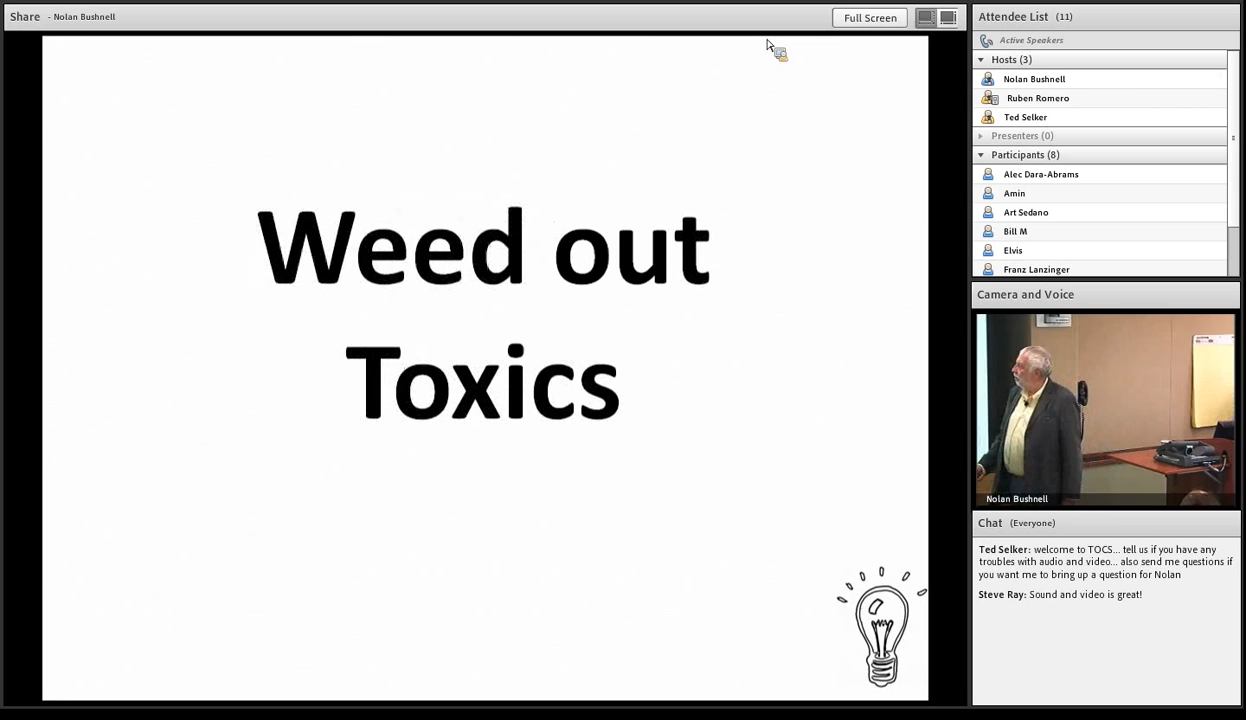 Share - Nolan Bushnell
Full Screen
Weed out
Toxics
Attendee List (11)
Active Speakers
Hosts (3)
Nolan Bushnell
Ruben Romero
Ted Selker
Presenters (0)
Participants (8)
Alec Dara-Abrams
Amin
Art Sedano
Bill M
Elvis
Franz Lanzinger
Camera and Voice
Nolan Bushnell
Chat (Everyone)
Ted Selker: welcome to TOCS... tell us if you have any
troubles with audio and video... also send me questions if
you want me to bring up a question for Nolan
Steve Ray: Sound and video is great!